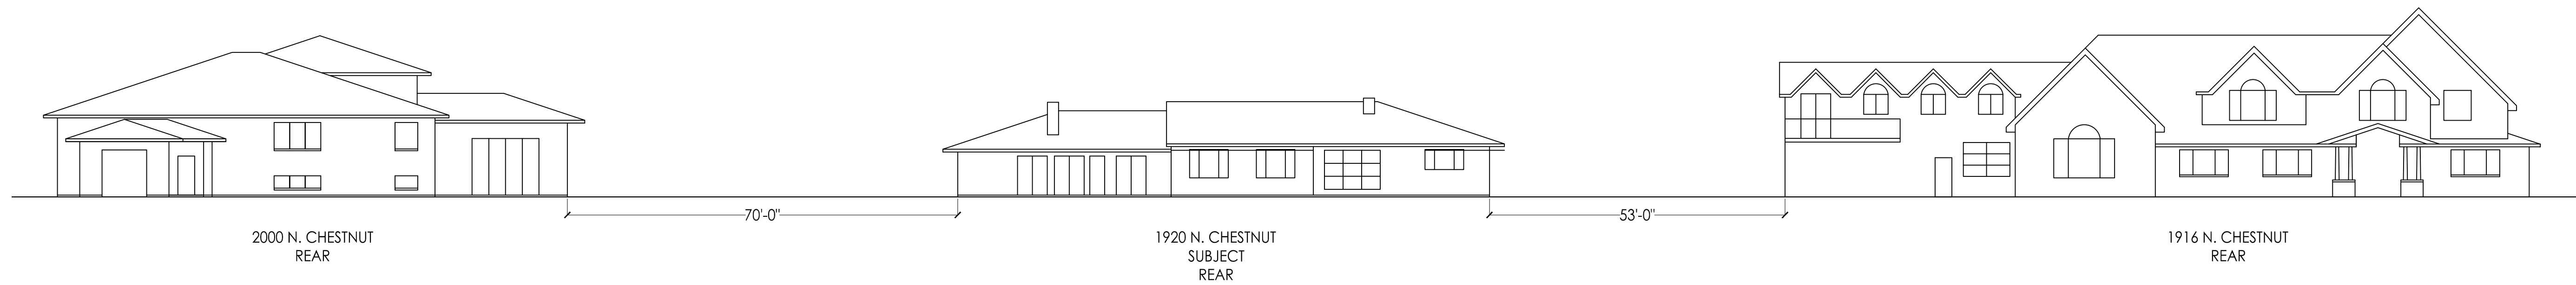 70'-0"
53'-0"
2000 N. CHESTNUT
REAR
1920 N. CHESTNUT
SUBJECT
REAR
1916 N. CHESTNUT
REAR